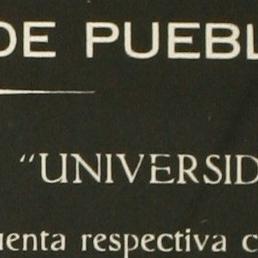 DE PUEBL
"UNIVERSID
uenta respectiva c